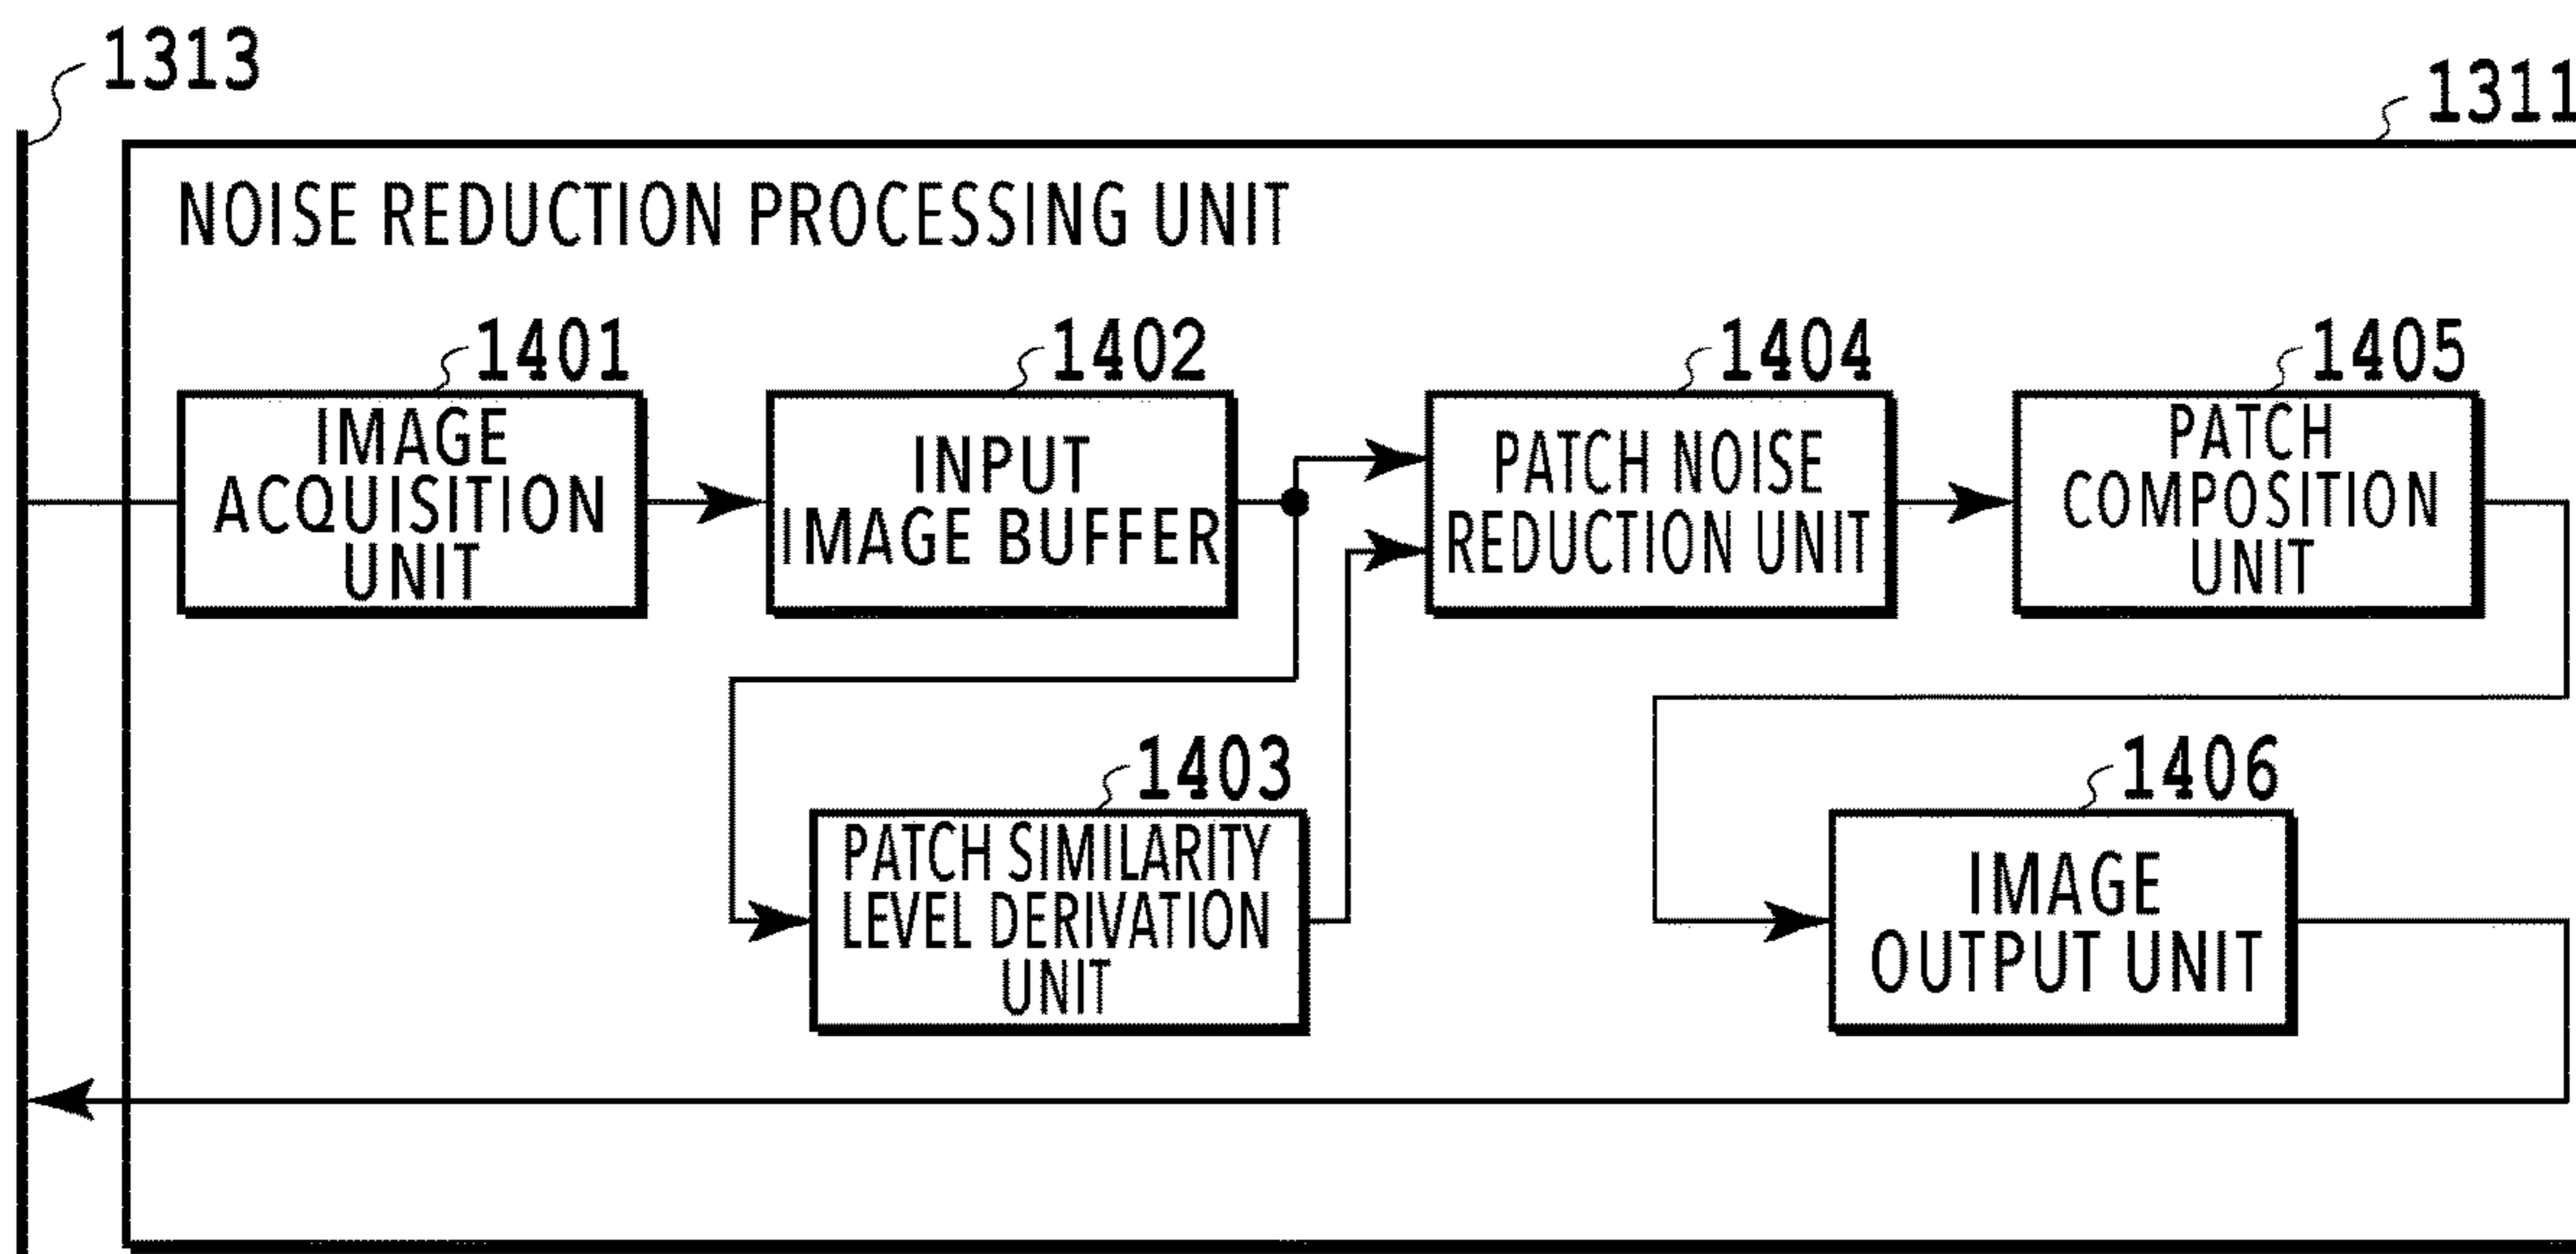 1313
1311
NOISE REDUCTION PROCESSING UNIT
1401
1402
1404
1405
IMAGE
ACQUISITION
UNIT
INPUT
IMAGE BUFFER
PATCH NOISE
REDUCTION UNIT
PATCH
COMPOSITION
UNIT
1403
1406
PATCH SIMILARITY
LEVEL DERIVATION
UNIT
IMAGE
OUTPUT UNIT